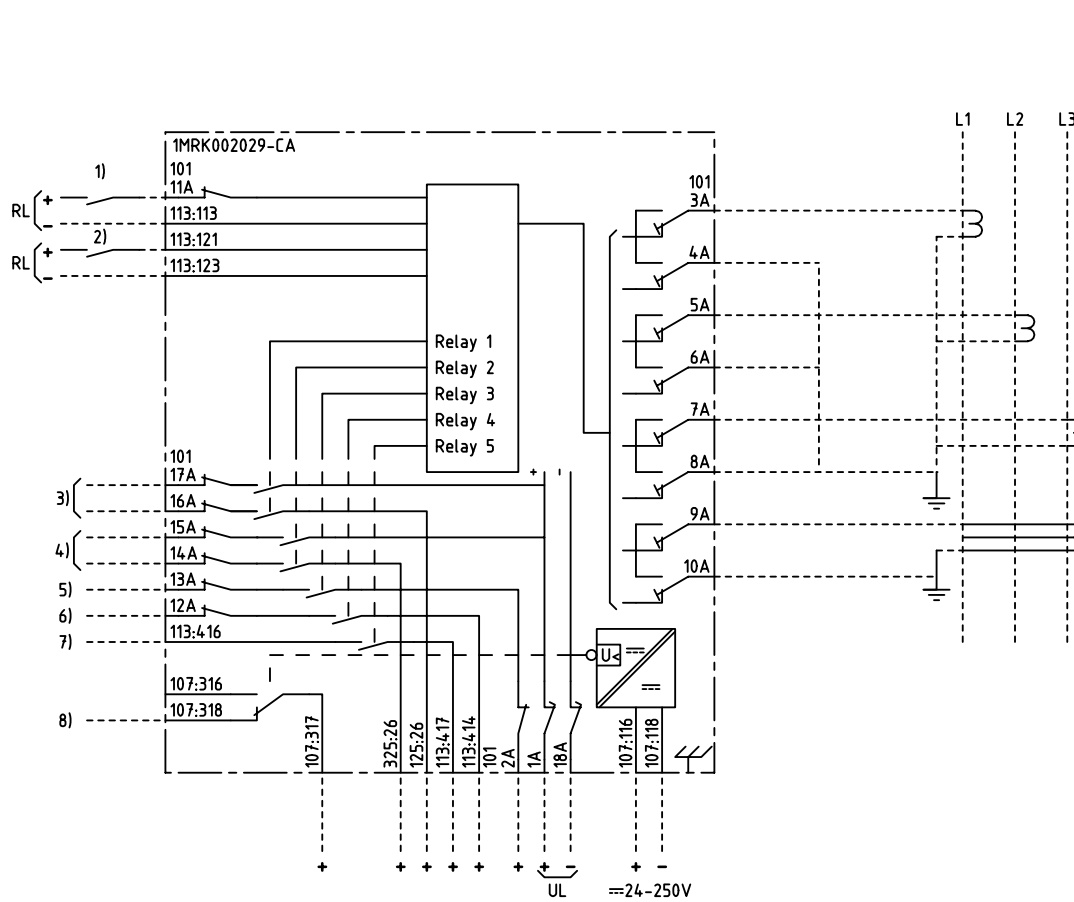 L1 L2 L3
1MRK002029-CA
1)
101
11A
RL + −
113:113
2)
113:121
RL + −
113:123
101
3A
4A
5A
6A
7A
8A
9A
10A
Relay 1
Relay 2
Relay 3
Relay 4
Relay 5
+ -
101
17A
3)
16A
15A
4)
14A
5) 13A
6) 12A
7) 113:416
U<
107:316
8) 107:318
107:317
325:26
125:26
113:417
113:414
101
2A
1A
18A
107:116
107:118
+ + + + + + + − + −
UL
24-250V